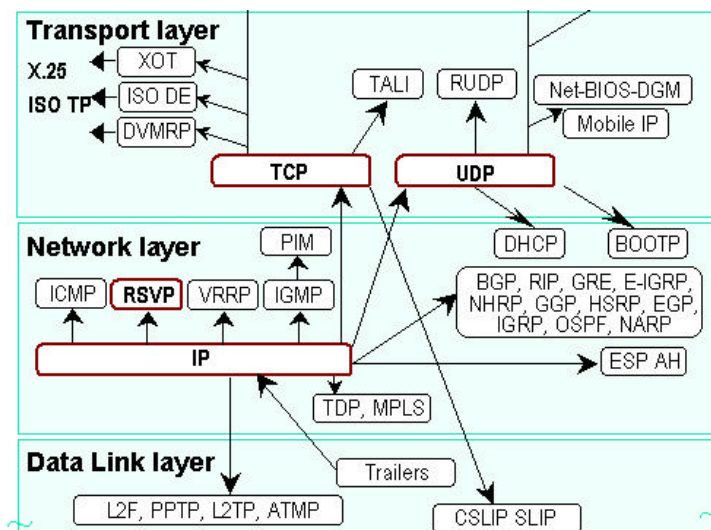 Transport layer
X.25
XOT
TALI
RUDP
Net-BIOS-DGM
ISO TP
ISO DE
Mobile IP
DVMRP
TCP
UDP
Network layer
PIM
DHCP
BOOTP
ICMP
RSVP
VRRP
IGMP
BGP, RIP, GRE, E-IGRP,
NHRP, GGP, HSRP, EGP,
IGRP, OSPF, NARP
IP
ESP AH
TDP, MPLS
Data Link layer
Trailers
L2F, PPTP, L2TP, ATMP
CSLIP SLIP